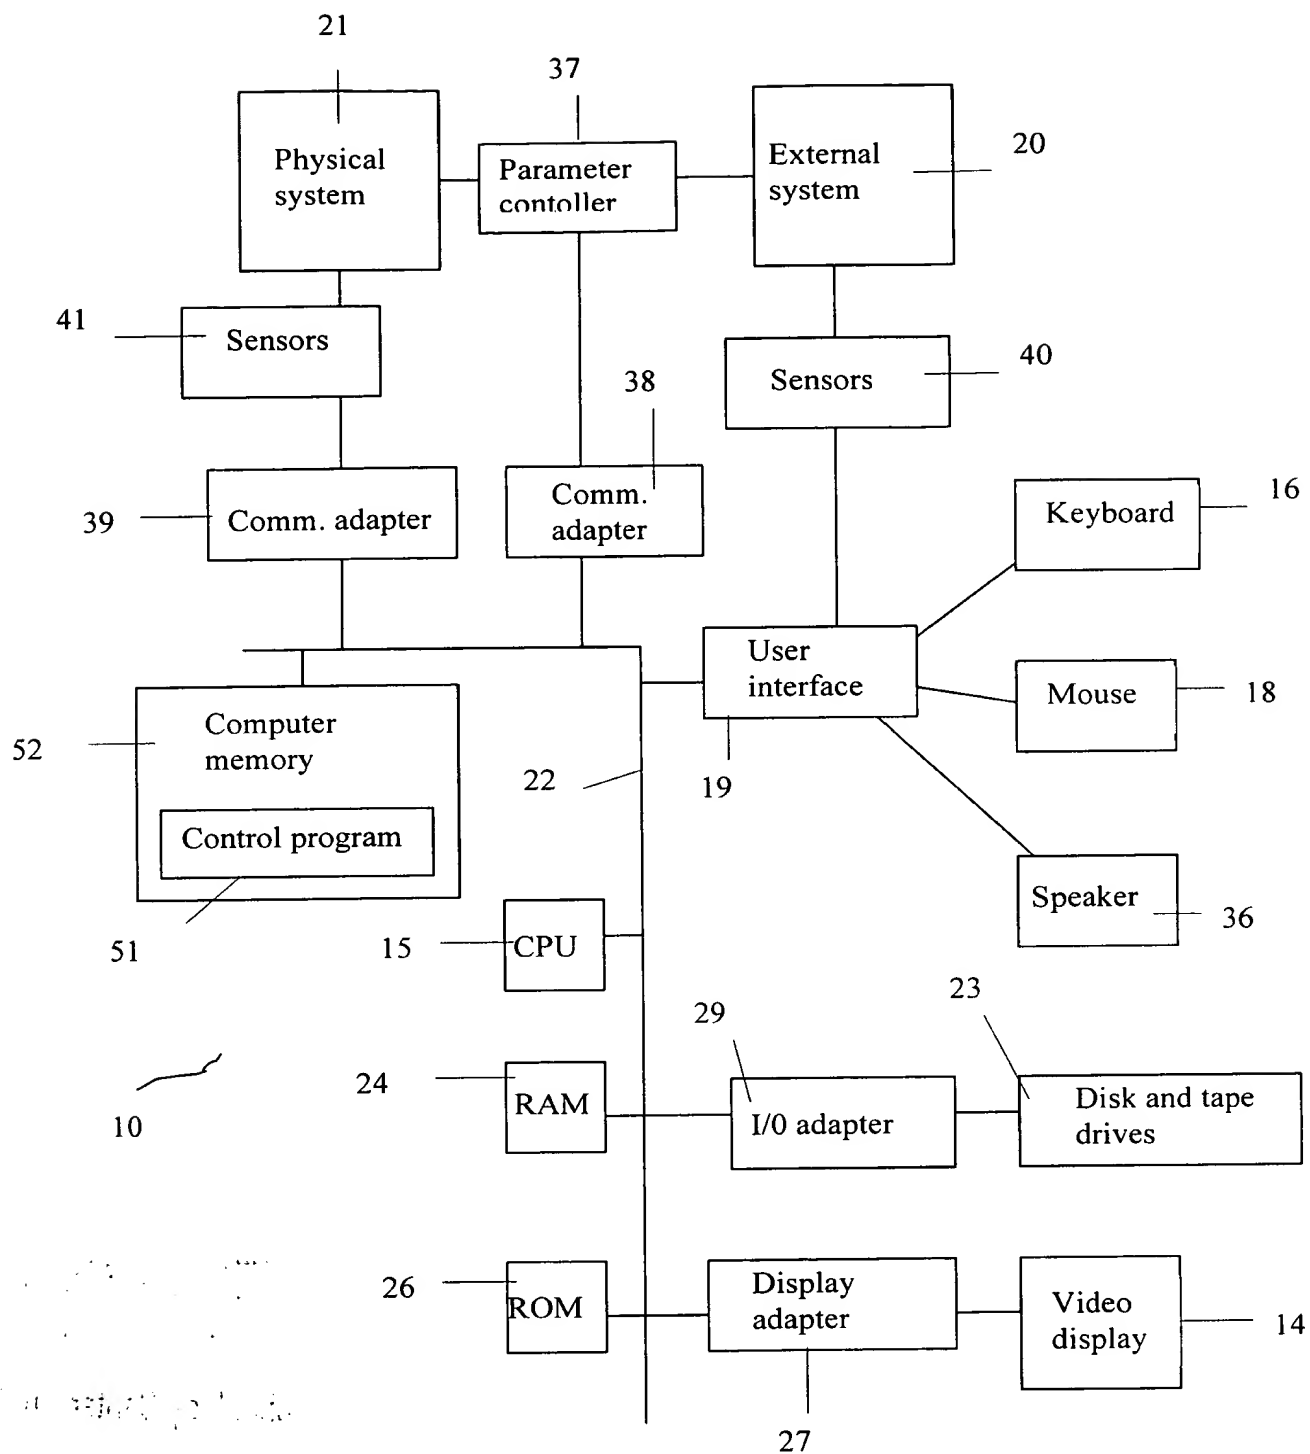 21
37
Physical
system
Parameter
contoller
External
system
20
41
Sensors
40
Sensors
38
39
Comm. adapter
Comm.
adapter
16
Keyboard
User
interface
Mouse
18
52
Computer
memory
22
19
Control program
Speaker
36
51
15
CPU
23
29
24
RAM
I/0 adapter
Disk and tape
drives
10
26
ROM
Display
adapter
Video
display
14
27